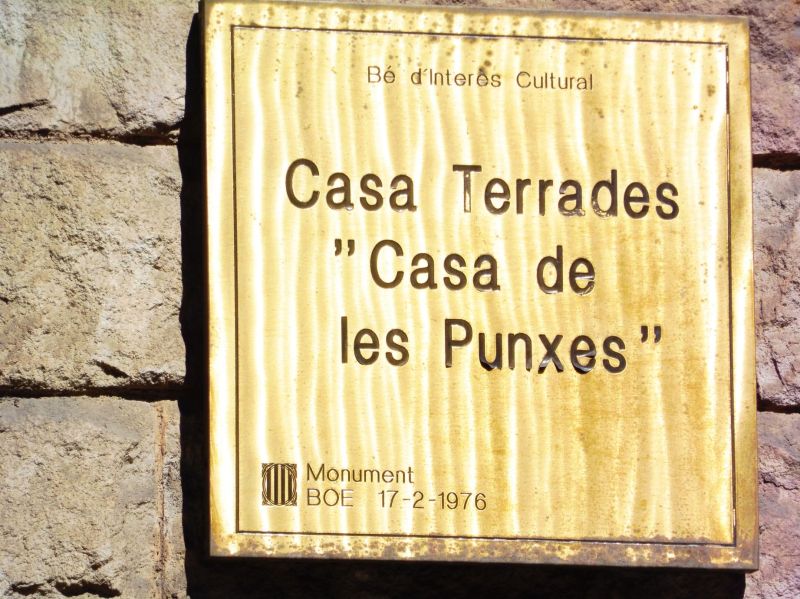 Bé d'Interès Cultural
Casa Terrades
"Casa de
les Punxes"
Monument
BOE 17-2-1976